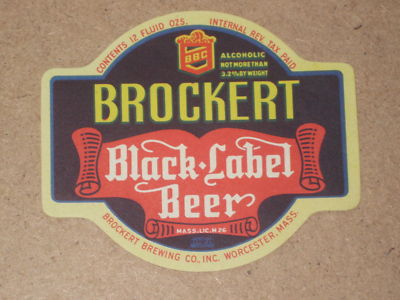 CONTENTS 12 FLUID OZS. INTERNAL REV. TAX PAID
BBC
ALCOHOLIC
NOT MORE THAN
3.2% BY WEIGHT
BROCKERT
Black·Label
Beer
MASS. LIC. M 26
BROCKERT BREWING CO., INC. WORCESTER, MASS.